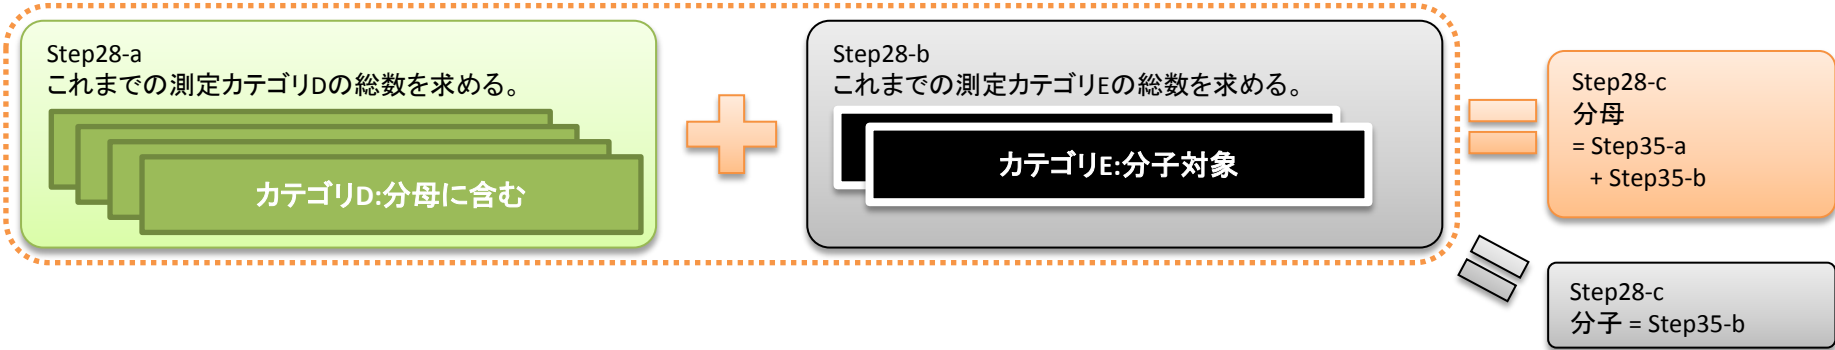 Step28-a
これまでの測定カテゴリDの総数を求める。
カテゴリD:分母に含む
Step28-b
これまでの測定カテゴリEの総数を求める。
カテゴリE:分子対象
Step28-c
分母
= Step35-a
+ Step35-b
Step28-c
分子 = Step35-b